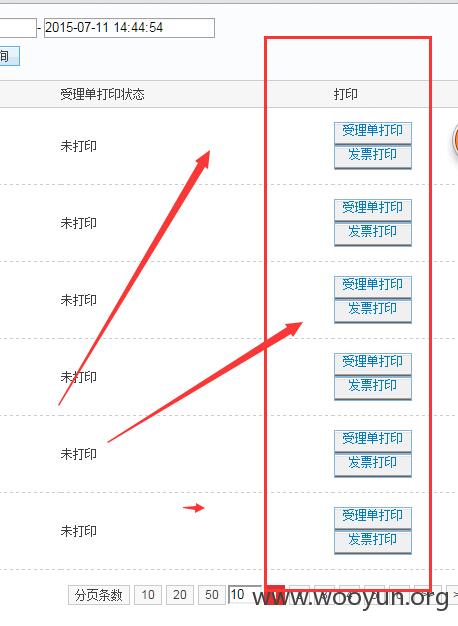 - 2015-07-11 14:44:54
询
受理单打印状态 打印
未打印 受理单打印
发票打印
未打印 受理单打印
发票打印
未打印 受理单打印
发票打印
未打印 受理单打印
发票打印
未打印 受理单打印
发票打印
未打印 受理单打印
发票打印
分页条数 10 20 50 10
www.wooyun.org